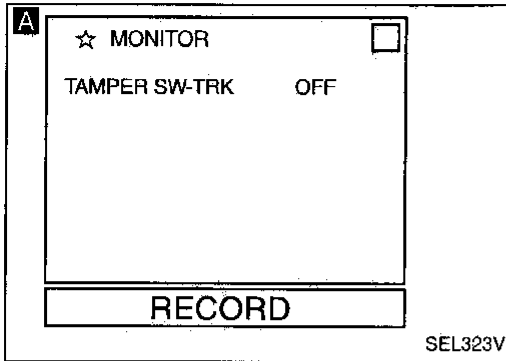 A
☆ MONITOR
TAMPER SW-TRK OFF
RECORD
SEL323V